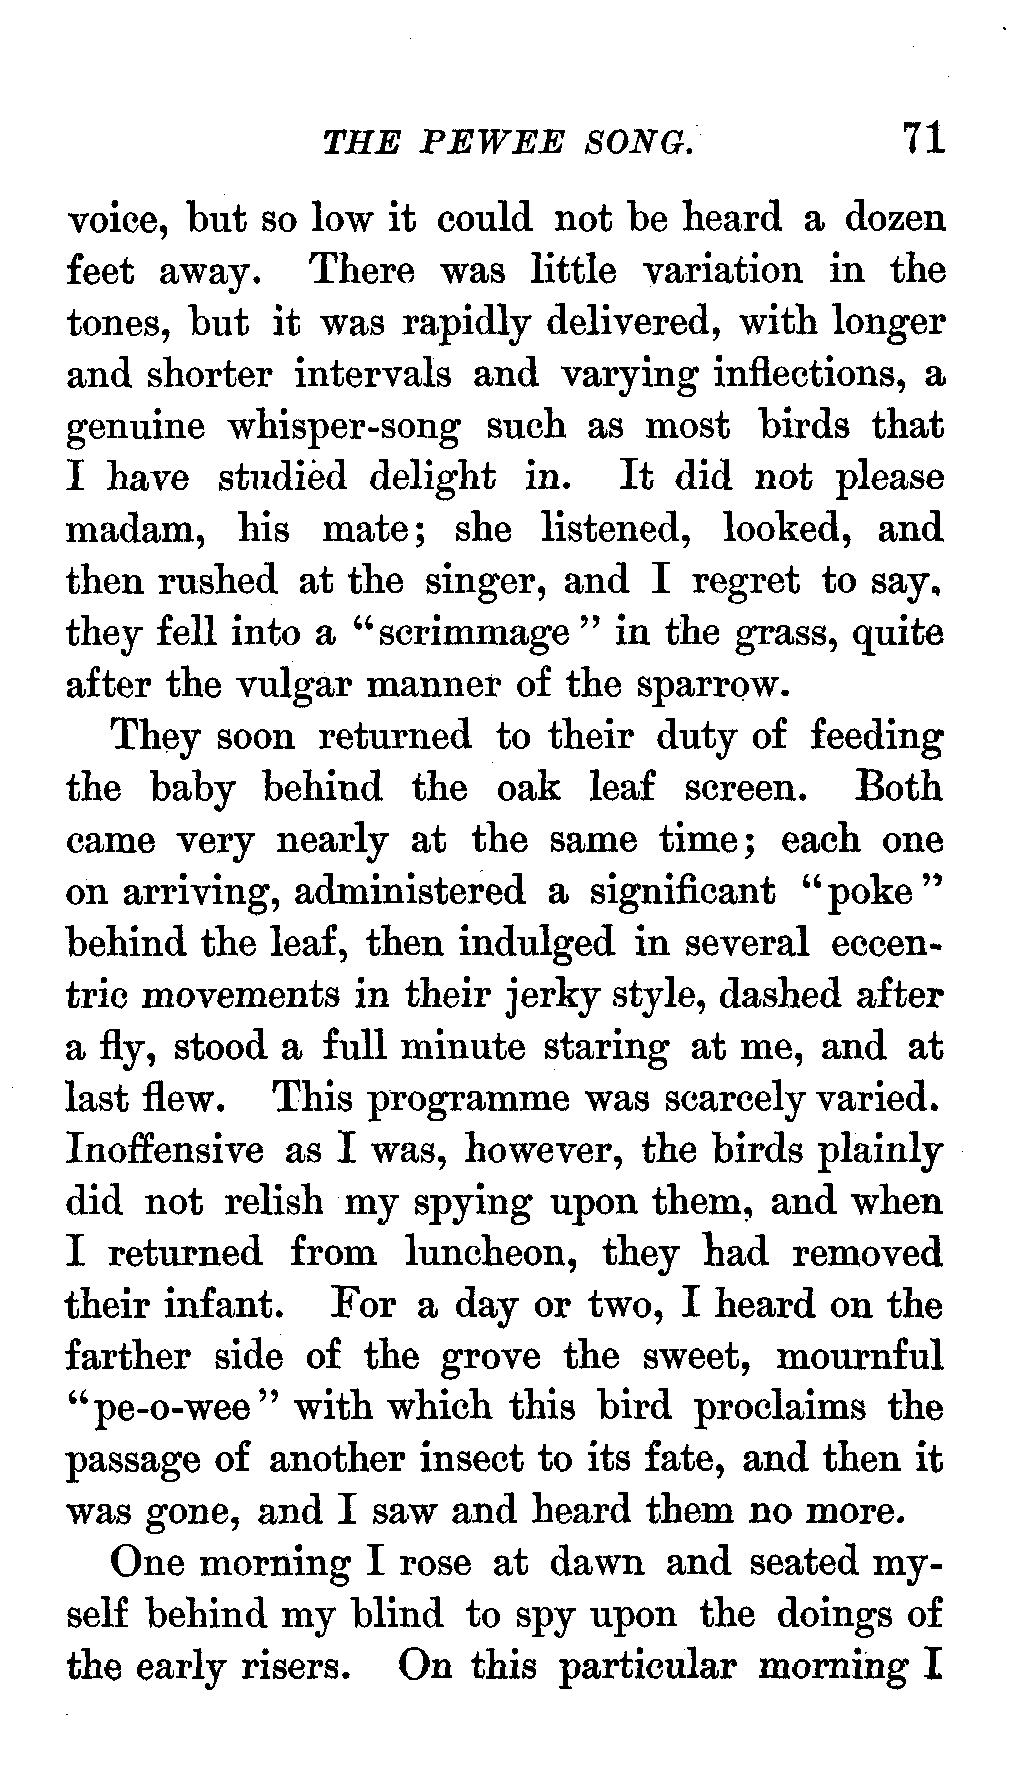 THE PEWEE SONG. 71
voice, but so low it could not be heard a dozen
feet away. There was little variation in the
tones, but it was rapidly delivered, with longer
and shorter intervals and varying inflections, a
genuine whisper-song such as most birds that
I have studied delight in. It did not please
madam, his mate; she listened, looked, and
then rushed at the singer, and I regret to say,
they fell into a “scrimmage” in the grass, quite
after the vulgar manner of the sparrow.
They soon returned to their duty of feeding
the baby behind the oak leaf screen. Both
came very nearly at the same time; each one
on arriving, administered a significant “poke”
behind the leaf, then indulged in several eccen-
tric movements in their jerky style, dashed after
a fly, stood a full minute staring at me, and at
last flew. This programme was scarcely varied.
Inoffensive as I was, however, the birds plainly
did not relish my spying upon them, and when
I returned from luncheon, they had removed
their infant. For a day or two, I heard on the
farther side of the grove the sweet, mournful
“pe-o-wee” with which this bird proclaims the
passage of another insect to its fate, and then it
was gone, and I saw and heard them no more.
One morning I rose at dawn and seated my-
self behind my blind to spy upon the doings of
the early risers. On this particular morning I